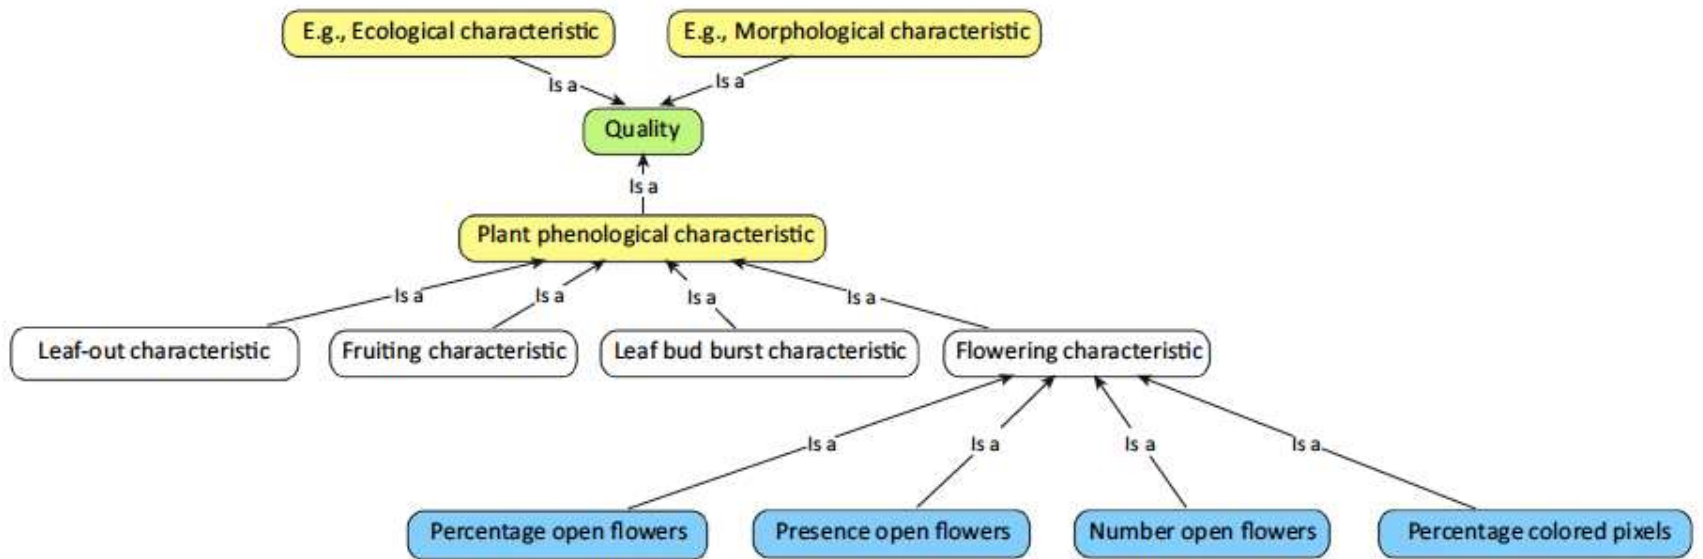 E.g., Ecological characteristic
E.g., Morphological characteristic
Is a
Is a
Quality
Is a
Plant phenological characteristic
Is a
Is a
Is a
Is a
Leaf-out characteristic
Fruiting characteristic
Leaf bud burst characteristic
Flowering characteristic
Is a
Is a
Is a
Is a
Percentage open flowers
Presence open flowers
Number open flowers
Percentage colored pixels